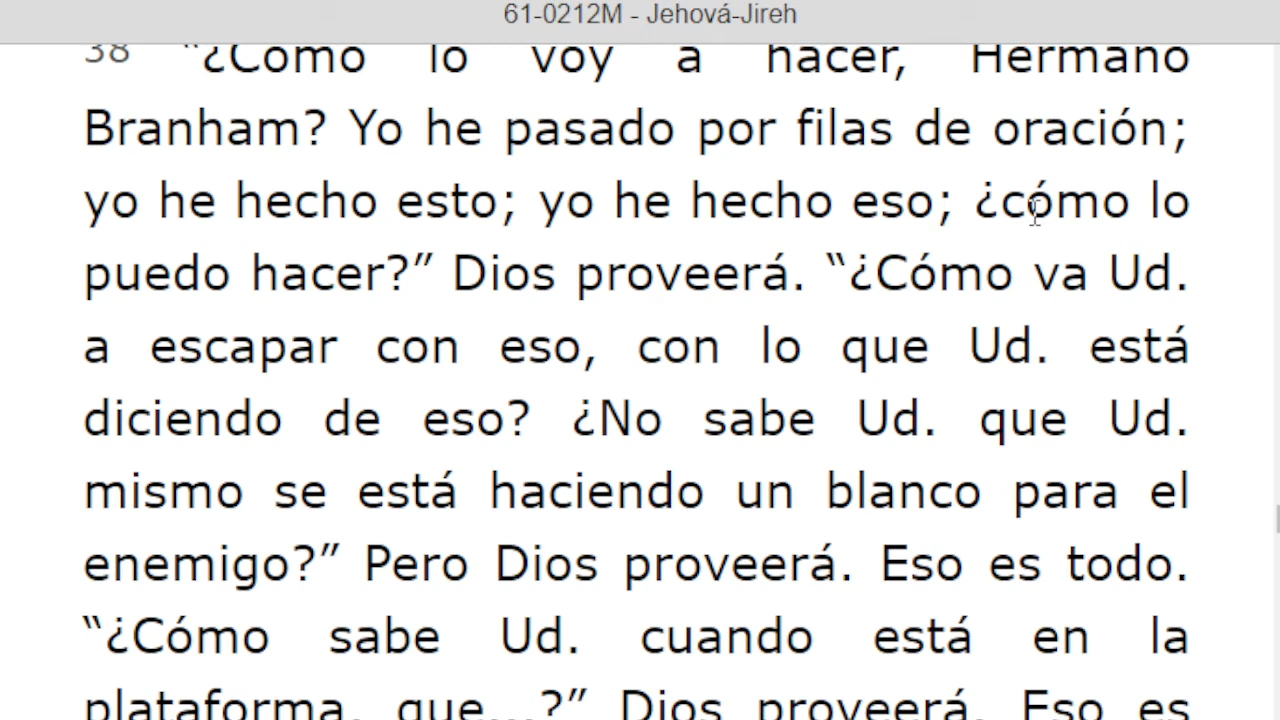 61-0212M - Jehová-Jireh
38 “¿Cómo lo voy a hacer, Hermano
Branham? Yo he pasado por filas de oración;
yo he hecho esto; yo he hecho eso; ¿cómo lo
puedo hacer?” Dios proveerá. “¿Cómo va Ud.
a escapar con eso, con lo que Ud. está
diciendo de eso? ¿No sabe Ud. que Ud.
mismo se está haciendo un blanco para el
enemigo?” Pero Dios proveerá. Eso es todo.
“¿Cómo sabe Ud. cuando está en la
plataforma, que...?” Dios proveerá. Eso es